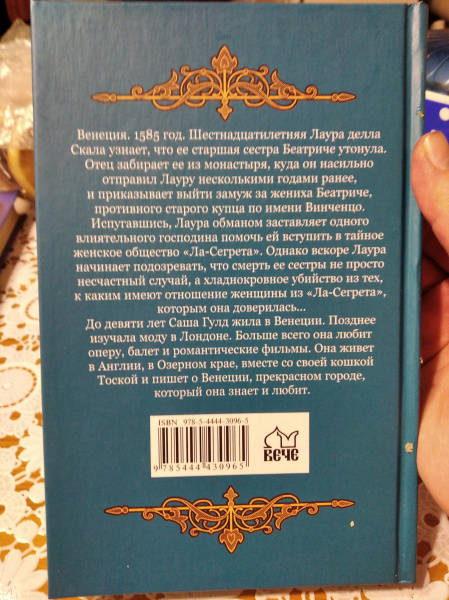 Венеция. 1585 год. Шестнадцатилетняя Лаура делла
Скала узнает, что ее старшая сестра Беатриче утонула.
Отец забирает ее из монастыря, куда он насильно
отправил Лауру несколькими годами ранее,
и приказывает выйти замуж за жениха Беатриче,
противного старого купца по имени Винченко.
Испугавшись, Лаура обманом заставляет одного
влиятельного господина помочь ей вступить в тайное
женское общество «Ла-Сегрета». Однако вскоре Лаура
начинает подозревать, что смерть ее сестры не просто
несчастный случай, а хладнокровное убийство из тех,
к каким имеют отношение женщины из «Ла-Сегрета»,
которым она доверилась...
До девяти лет Саша Гулд жила в Венеции. Позднее
изучала моду в Лондоне. Больше всего она любит
оперу, балет и романтические фильмы. Она живет
в Англии, в Озерном крае, вместе со своей кошкой
Тоской и пишет о Венеции, прекрасном городе,
который она знает и любит.
ISBN 978-5-4444-3096-5
9 785444 430965
ВЕЧЕ